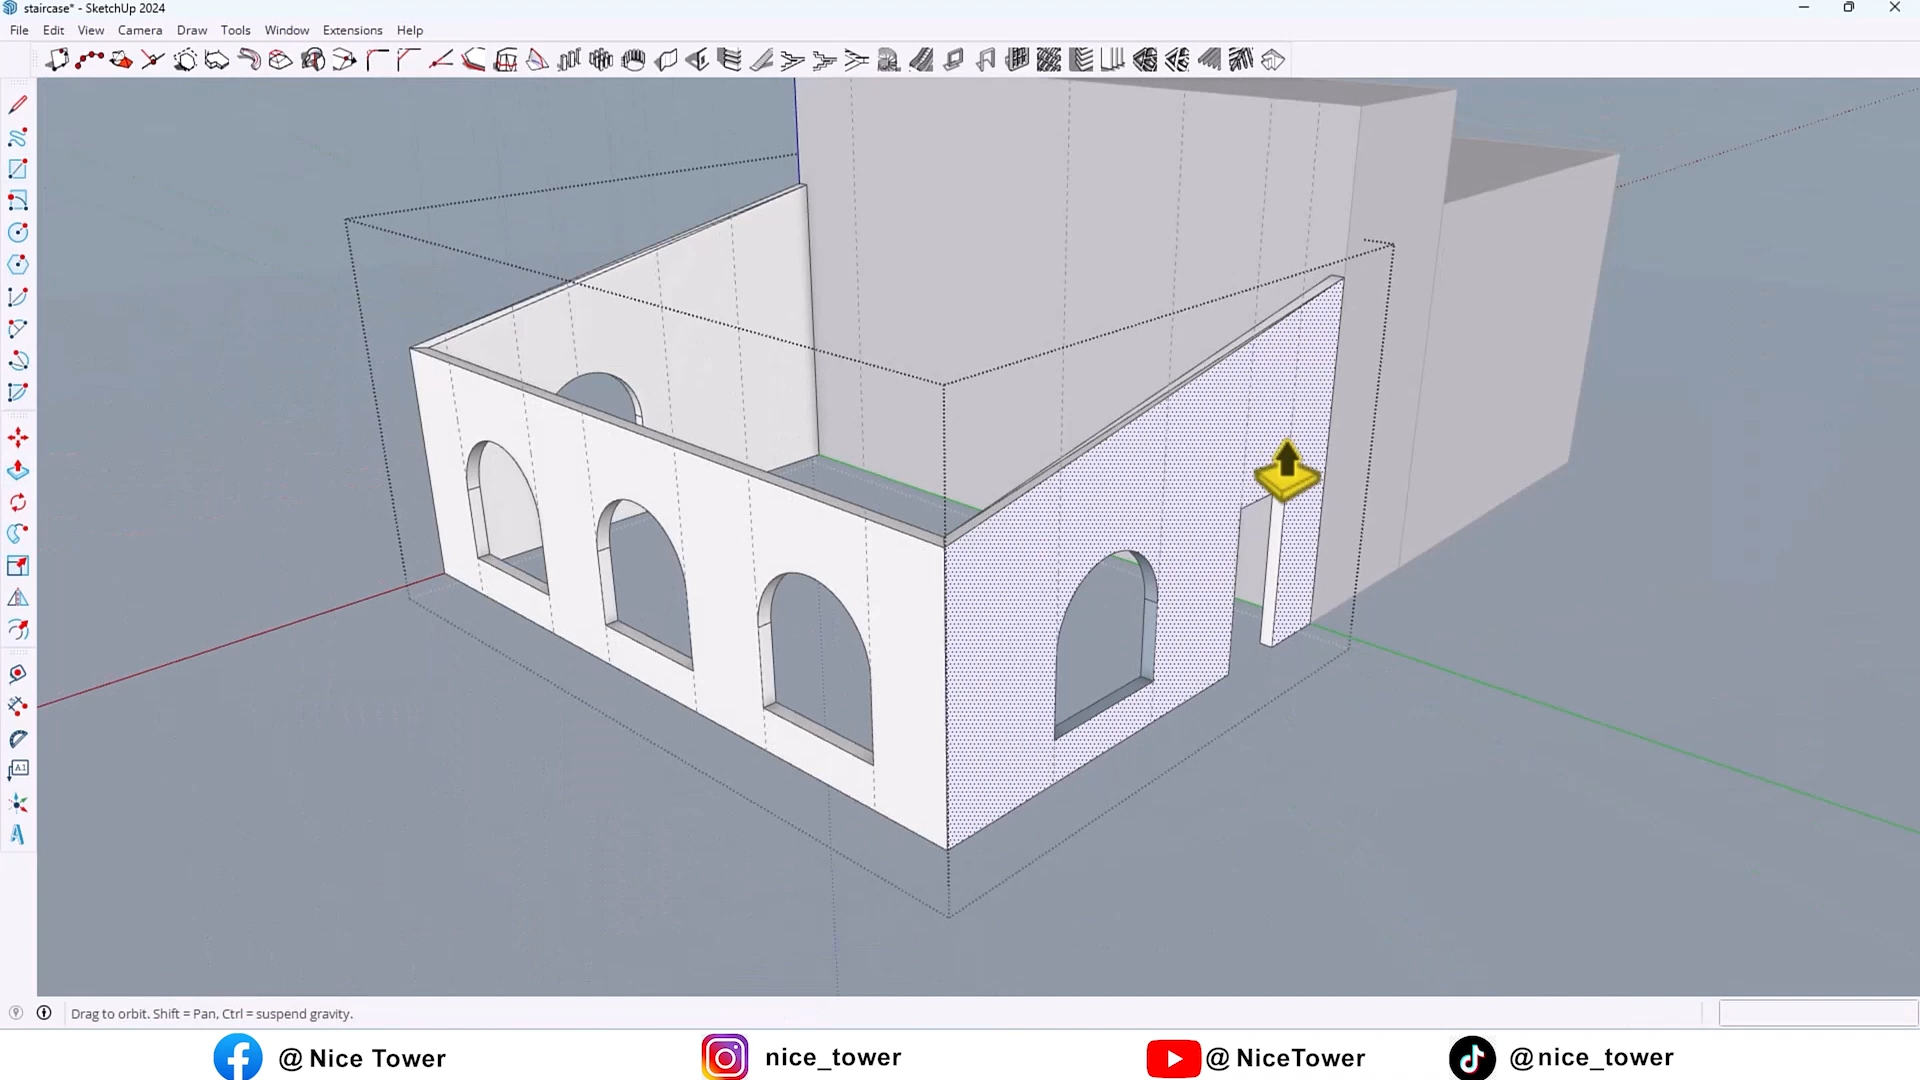 staircase* - SketchUp 2024
File Edit View Camera Draw Tools Window Extensions Help
A1
Drag to orbit. Shift = Pan, Ctrl = suspend gravity.
@ Nice Tower nice_tower @ NiceTower @nice_tower